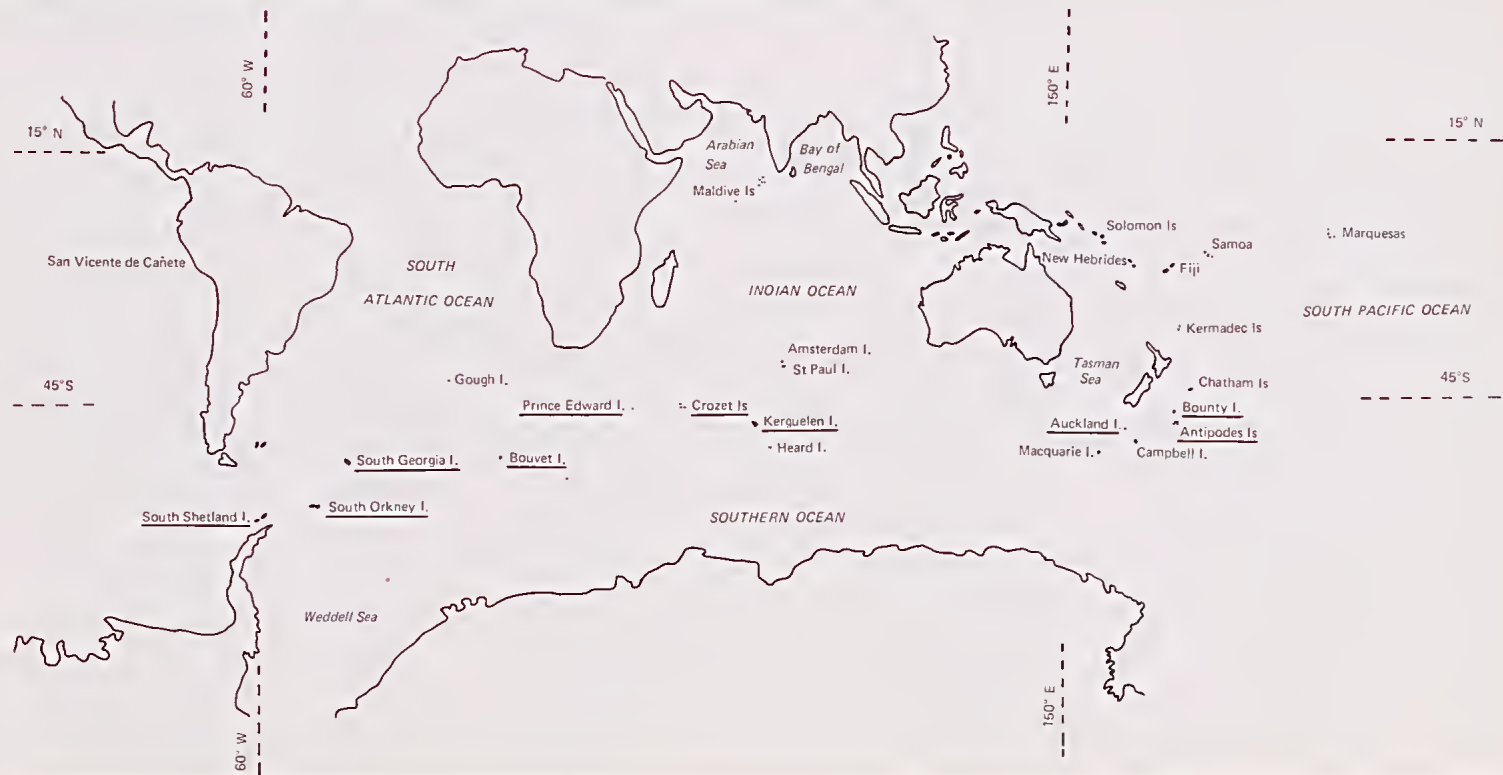 60° W
150° E
15° N
15° N
Arabian
Sea
Bay of
Bengal
Maldive Is
Solomon Is
Marquesas
Samoa
New Hebrides
Fiji
San Vicente de Cañete
SOUTH
ATLANTIC OCEAN
INDIAN OCEAN
SOUTH PACIFIC OCEAN
Kermadec Is
Amsterdam I.
St Paul I.
Tasman
Sea
45°S
Gough I.
Chatham Is
45°S
Prince Edward I.
Crozet Is
Bounty I.
Kerguelen I.
Auckland I.
Antipodes Is
Heard I.
Macquarie I.
Campbell I.
South Georgia I.
Bouvet I.
South Orkney I.
South Shetland I.
SOUTHERN OCEAN
Weddell Sea
60° W
150° E